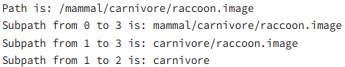 Path is: /mammal/carnivore/raccoon.image
Subpath from 0 to 3 is: mammal/carnivore/raccoon.image
Subpath from 1 to 3 is: carnivore/raccoon.image
Subpath from 1 to 2 is: carnivore